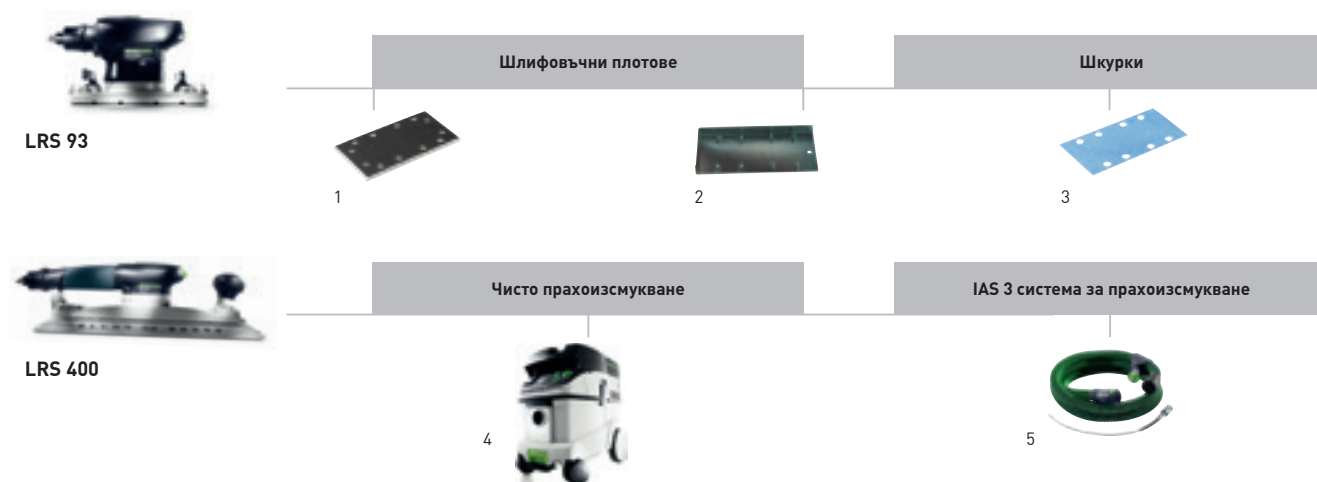 Шлифовъчни плотове
Шкурки
LRS 93
1
2
3
Чисто прахоизсмукване
IAS 3 система за прахоизсмукване
LRS 400
4
5